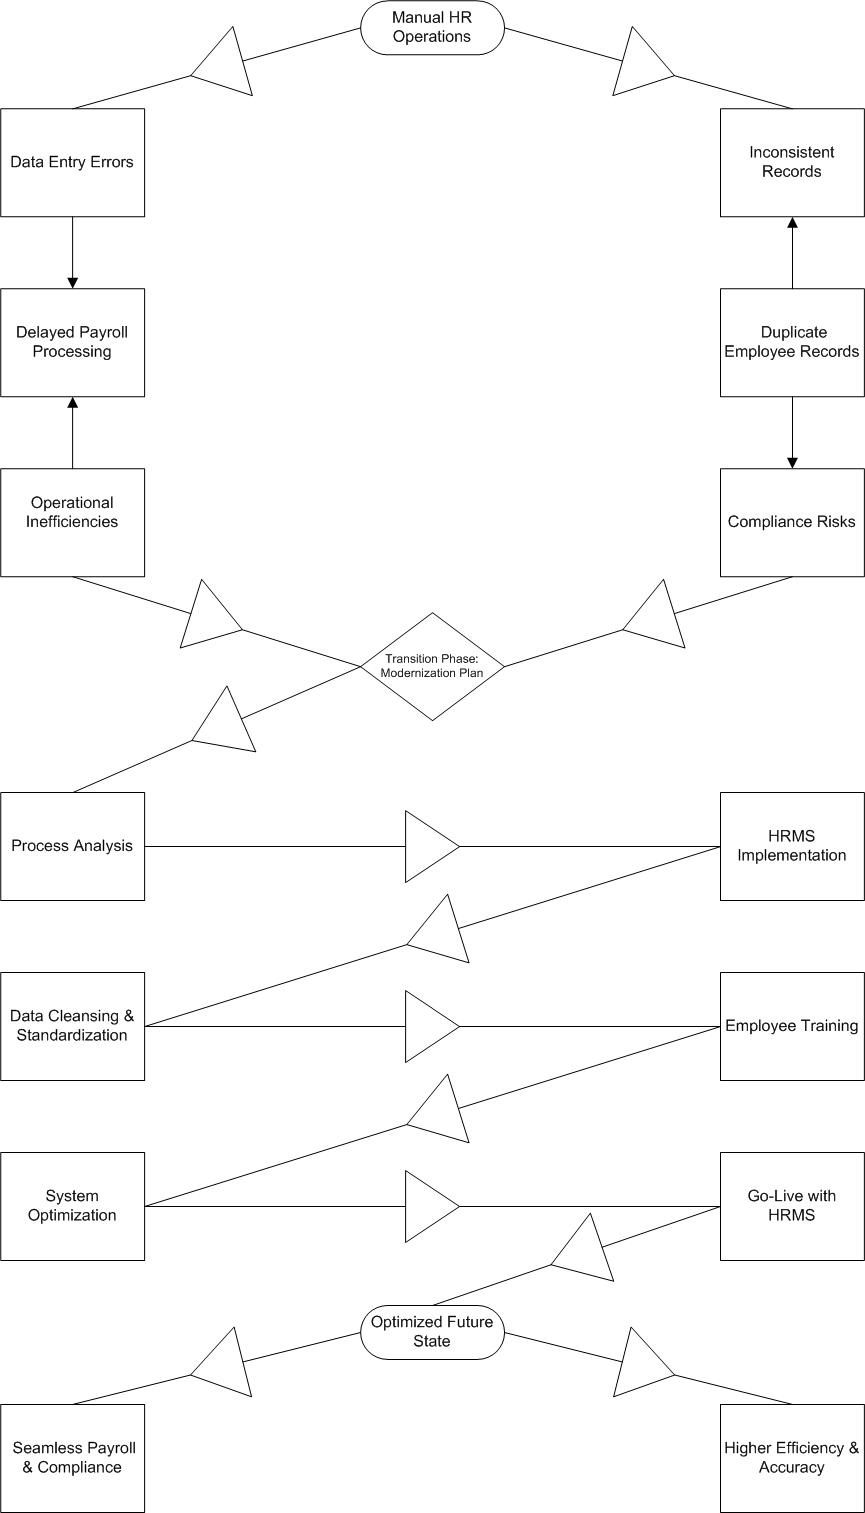 Manual HR
Operations
Data Entry Errors
Inconsistent
Records
Delayed Payroll
Processing
Duplicate
Employee Records
Operational
Inefficiencies
Compliance Risks
Transition Phase:
Modernization Plan
Process Analysis
HRMS
Implementation
Data Cleansing &
Standardization
Employee Training
System
Optimization
Go-Live with
HRMS
Optimized Future
State
Seamless Payroll
& Compliance
Higher Efficiency &
Accuracy